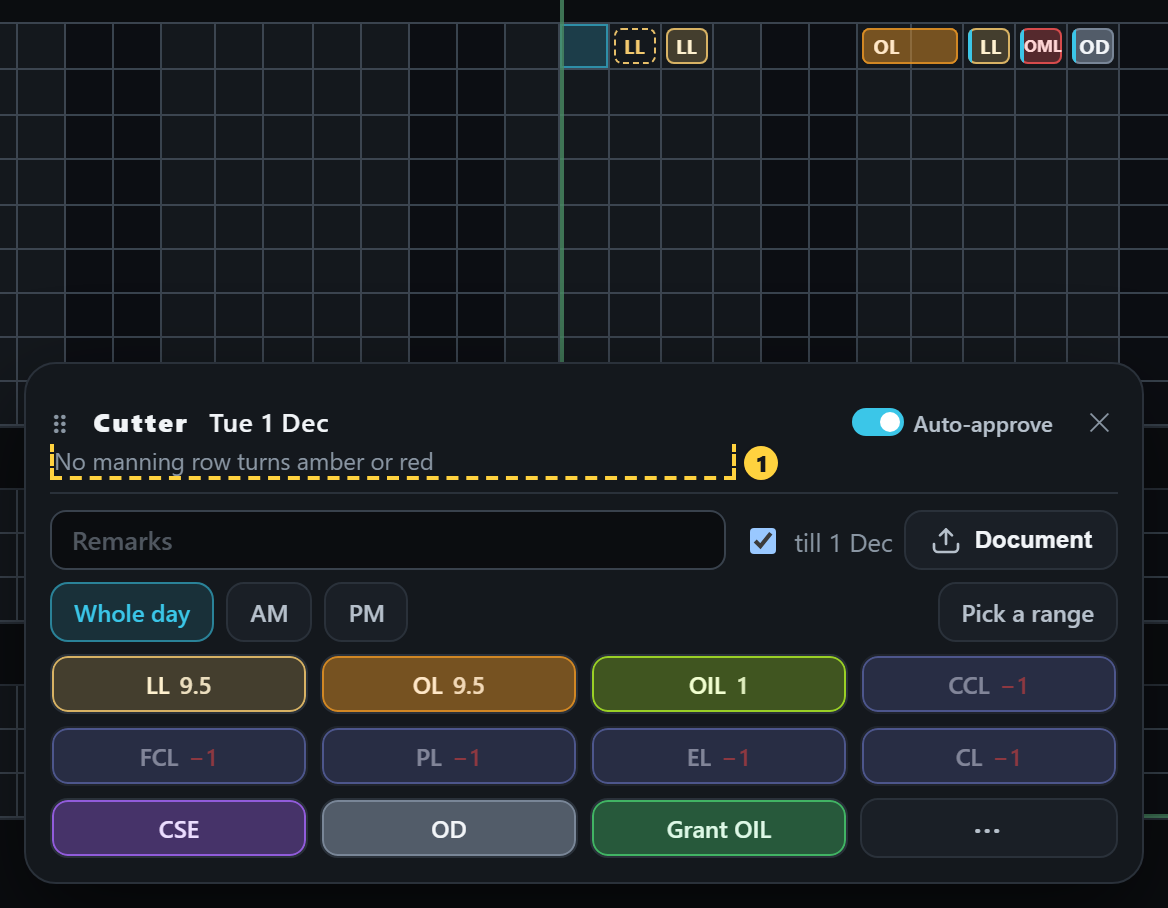 LL LL OL LL OML OD
Cutter Tue 1 Dec Auto-approve
No manning row turns amber or red 1
Remarks till 1 Dec Document
Whole day AM PM Pick a range
LL 9.5 OL 9.5 OIL 1 CCL −1
FCL −1 PL −1 EL −1 CL −1
CSE OD Grant OIL ...